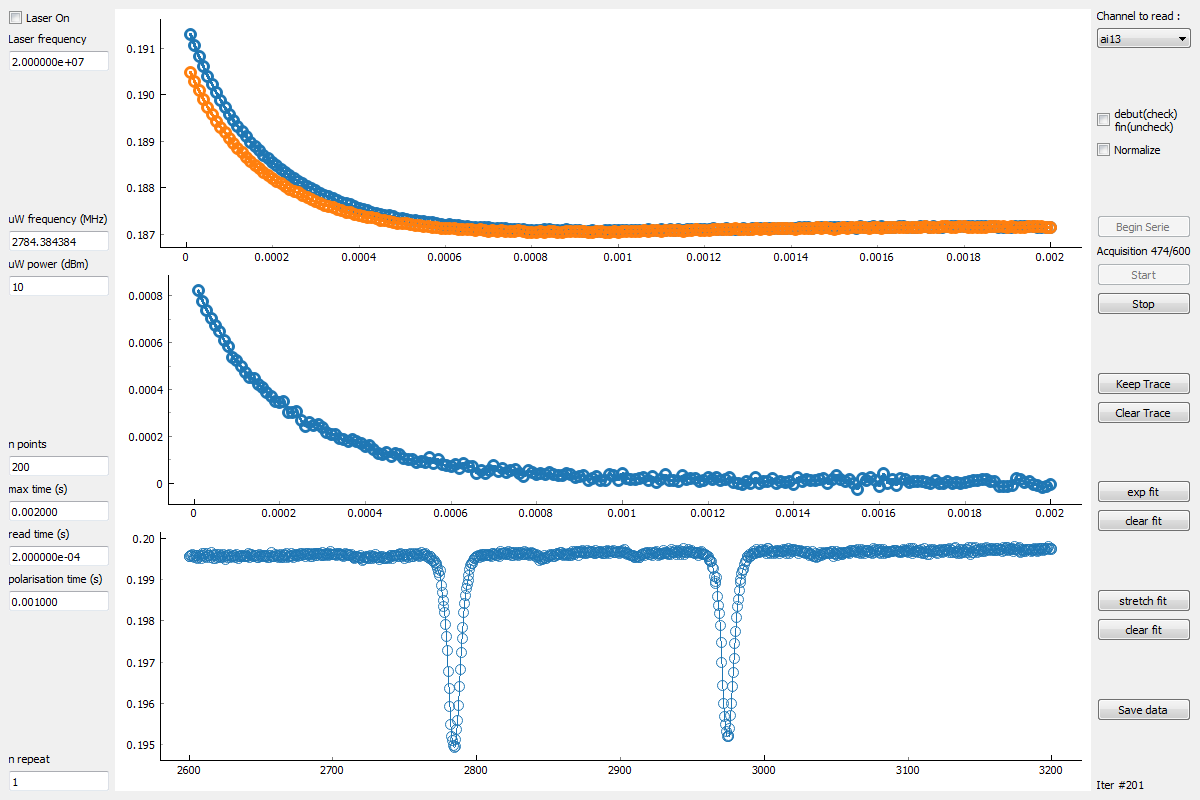 Laser On
Laser frequency
2.000000e+07
uW frequency (MHz)
2784.384384
uW power (dBm)
10
n points
200
max time (s)
0.002000
read time (s)
2.000000e-04
polarisation time (s)
0.001000
n repeat
1
0.191
0.190
0.189
0.188
0.187
0 0.0002 0.0004 0.0006 0.0008 0.001 0.0012 0.0014 0.0016 0.0018 0.002
0.0008
0.0006
0.0004
0.0002
0
0 0.0002 0.0004 0.0006 0.0008 0.001 0.0012 0.0014 0.0016 0.0018 0.002
0.20
0.199
0.198
0.197
0.196
0.195
2600 2700 2800 2900 3000 3100 3200
Channel to read :
ai13
debut(check)
fin(uncheck)
Normalize
Begin Serie
Acquisition 474/600
Start
Stop
Keep Trace
Clear Trace
exp fit
clear fit
stretch fit
clear fit
Save data
Iter #201